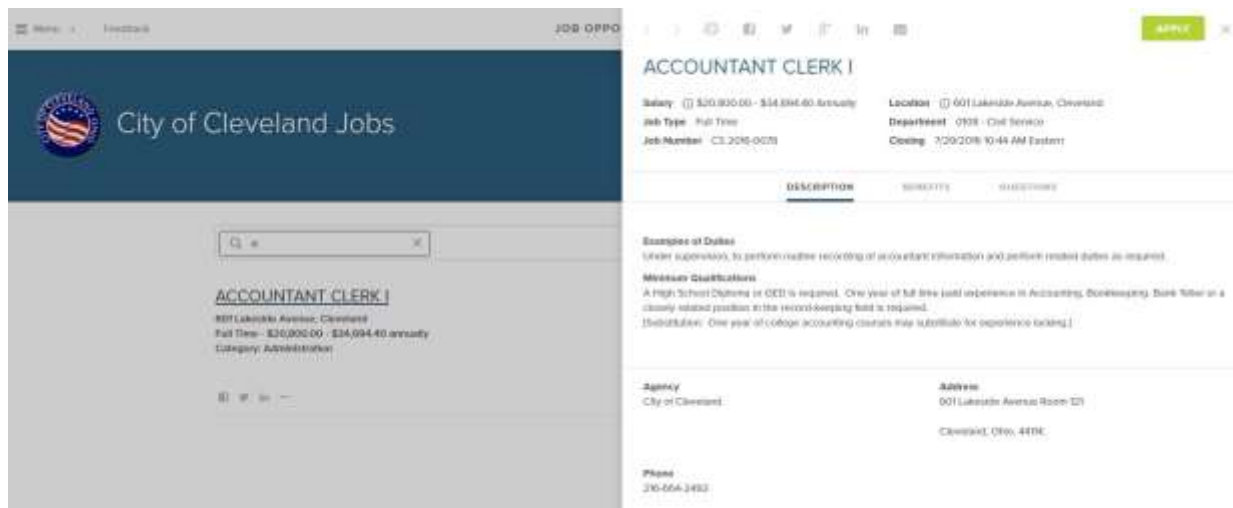 Menu
Feedback
JOB OPPO
City of Cleveland Jobs
ACCOUNTANT CLERK I
601 Lakeside Avenue, Cleveland
Full Time - $20,800.00 - $34,694.40 annually
Category: Administration
APPLY
ACCOUNTANT CLERK I
Salary $20,800.00 - $34,694.40 Annually
Location 601 Lakeside Avenue, Cleveland
Job Type Full Time
Department 0108 - Civil Service
Job Number CS 2016-0078
Closing 7/29/2016 10:44 AM Eastern
DESCRIPTION BENEFITS QUESTIONS
Examples of Duties
Under supervision, to perform routine recording of accountant information and perform related duties as required.
Minimum Qualifications
A High School Diploma or GED is required. One year of full time paid experience in Accounting, Bookkeeping, Bank Teller or a
closely related position in the record-keeping field is required.
(Substitution: One year of college accounting courses may substitute for experience lacking.)
Agency
City of Cleveland
Address
601 Lakeside Avenue Room 121
Cleveland, Ohio, 44114
Phone
216-664-2493